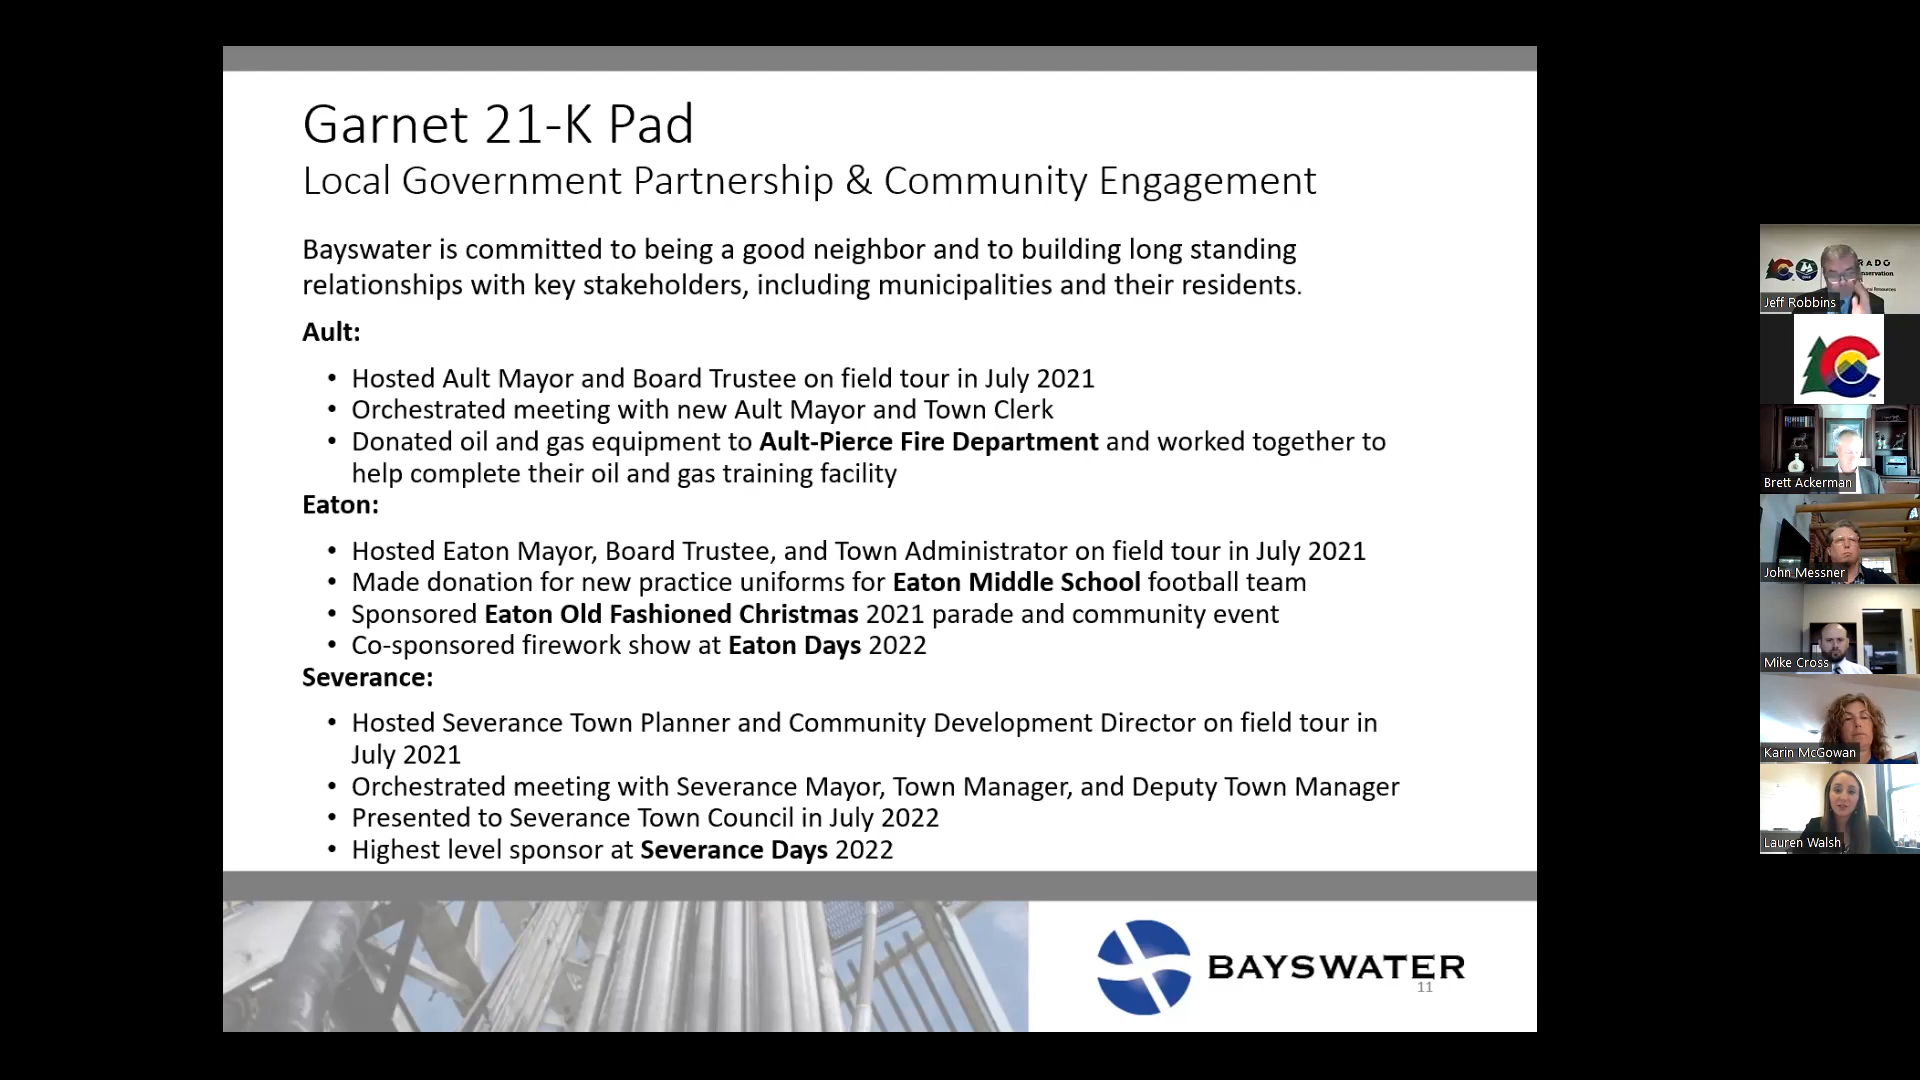 Garnet 21-K Pad
Local Government Partnership & Community Engagement
Bayswater is committed to being a good neighbor and to building long standing
relationships with key stakeholders, including municipalities and their residents.
Ault:
• Hosted Ault Mayor and Board Trustee on field tour in July 2021
• Orchestrated meeting with new Ault Mayor and Town Clerk
• Donated oil and gas equipment to Ault-Pierce Fire Department and worked together to
help complete their oil and gas training facility
Eaton:
• Hosted Eaton Mayor, Board Trustee, and Town Administrator on field tour in July 2021
• Made donation for new practice uniforms for Eaton Middle School football team
• Sponsored Eaton Old Fashioned Christmas 2021 parade and community event
• Co-sponsored firework show at Eaton Days 2022
Severance:
• Hosted Severance Town Planner and Community Development Director on field tour in
July 2021
• Orchestrated meeting with Severance Mayor, Town Manager, and Deputy Town Manager
• Presented to Severance Town Council in July 2022
• Highest level sponsor at Severance Days 2022
BAYSWATER
11
Jeff Robbins
Brett Ackerman
John Messner
Mike Cross
Karin McGowan
Lauren Walsh